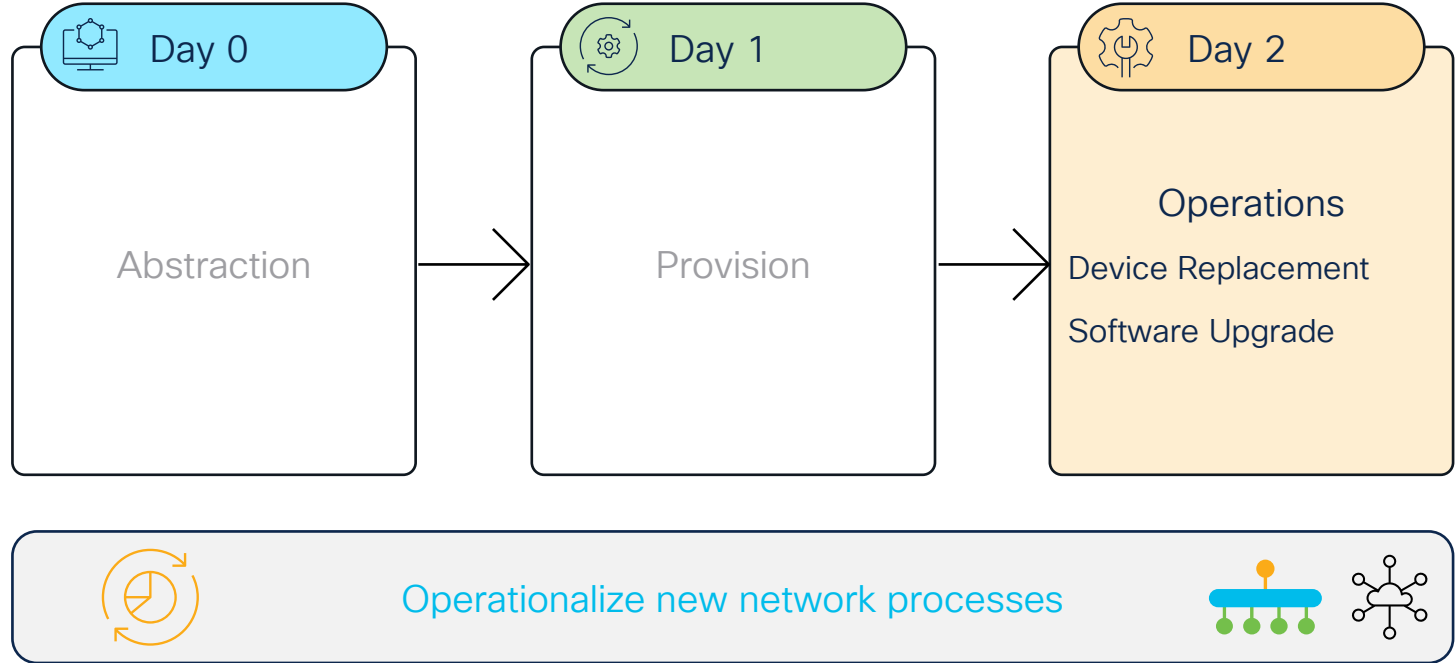 Day 0
Abstraction
Day 1
Provision
Day 2
Operations
Device Replacement
Software Upgrade
Operationalize new network processes